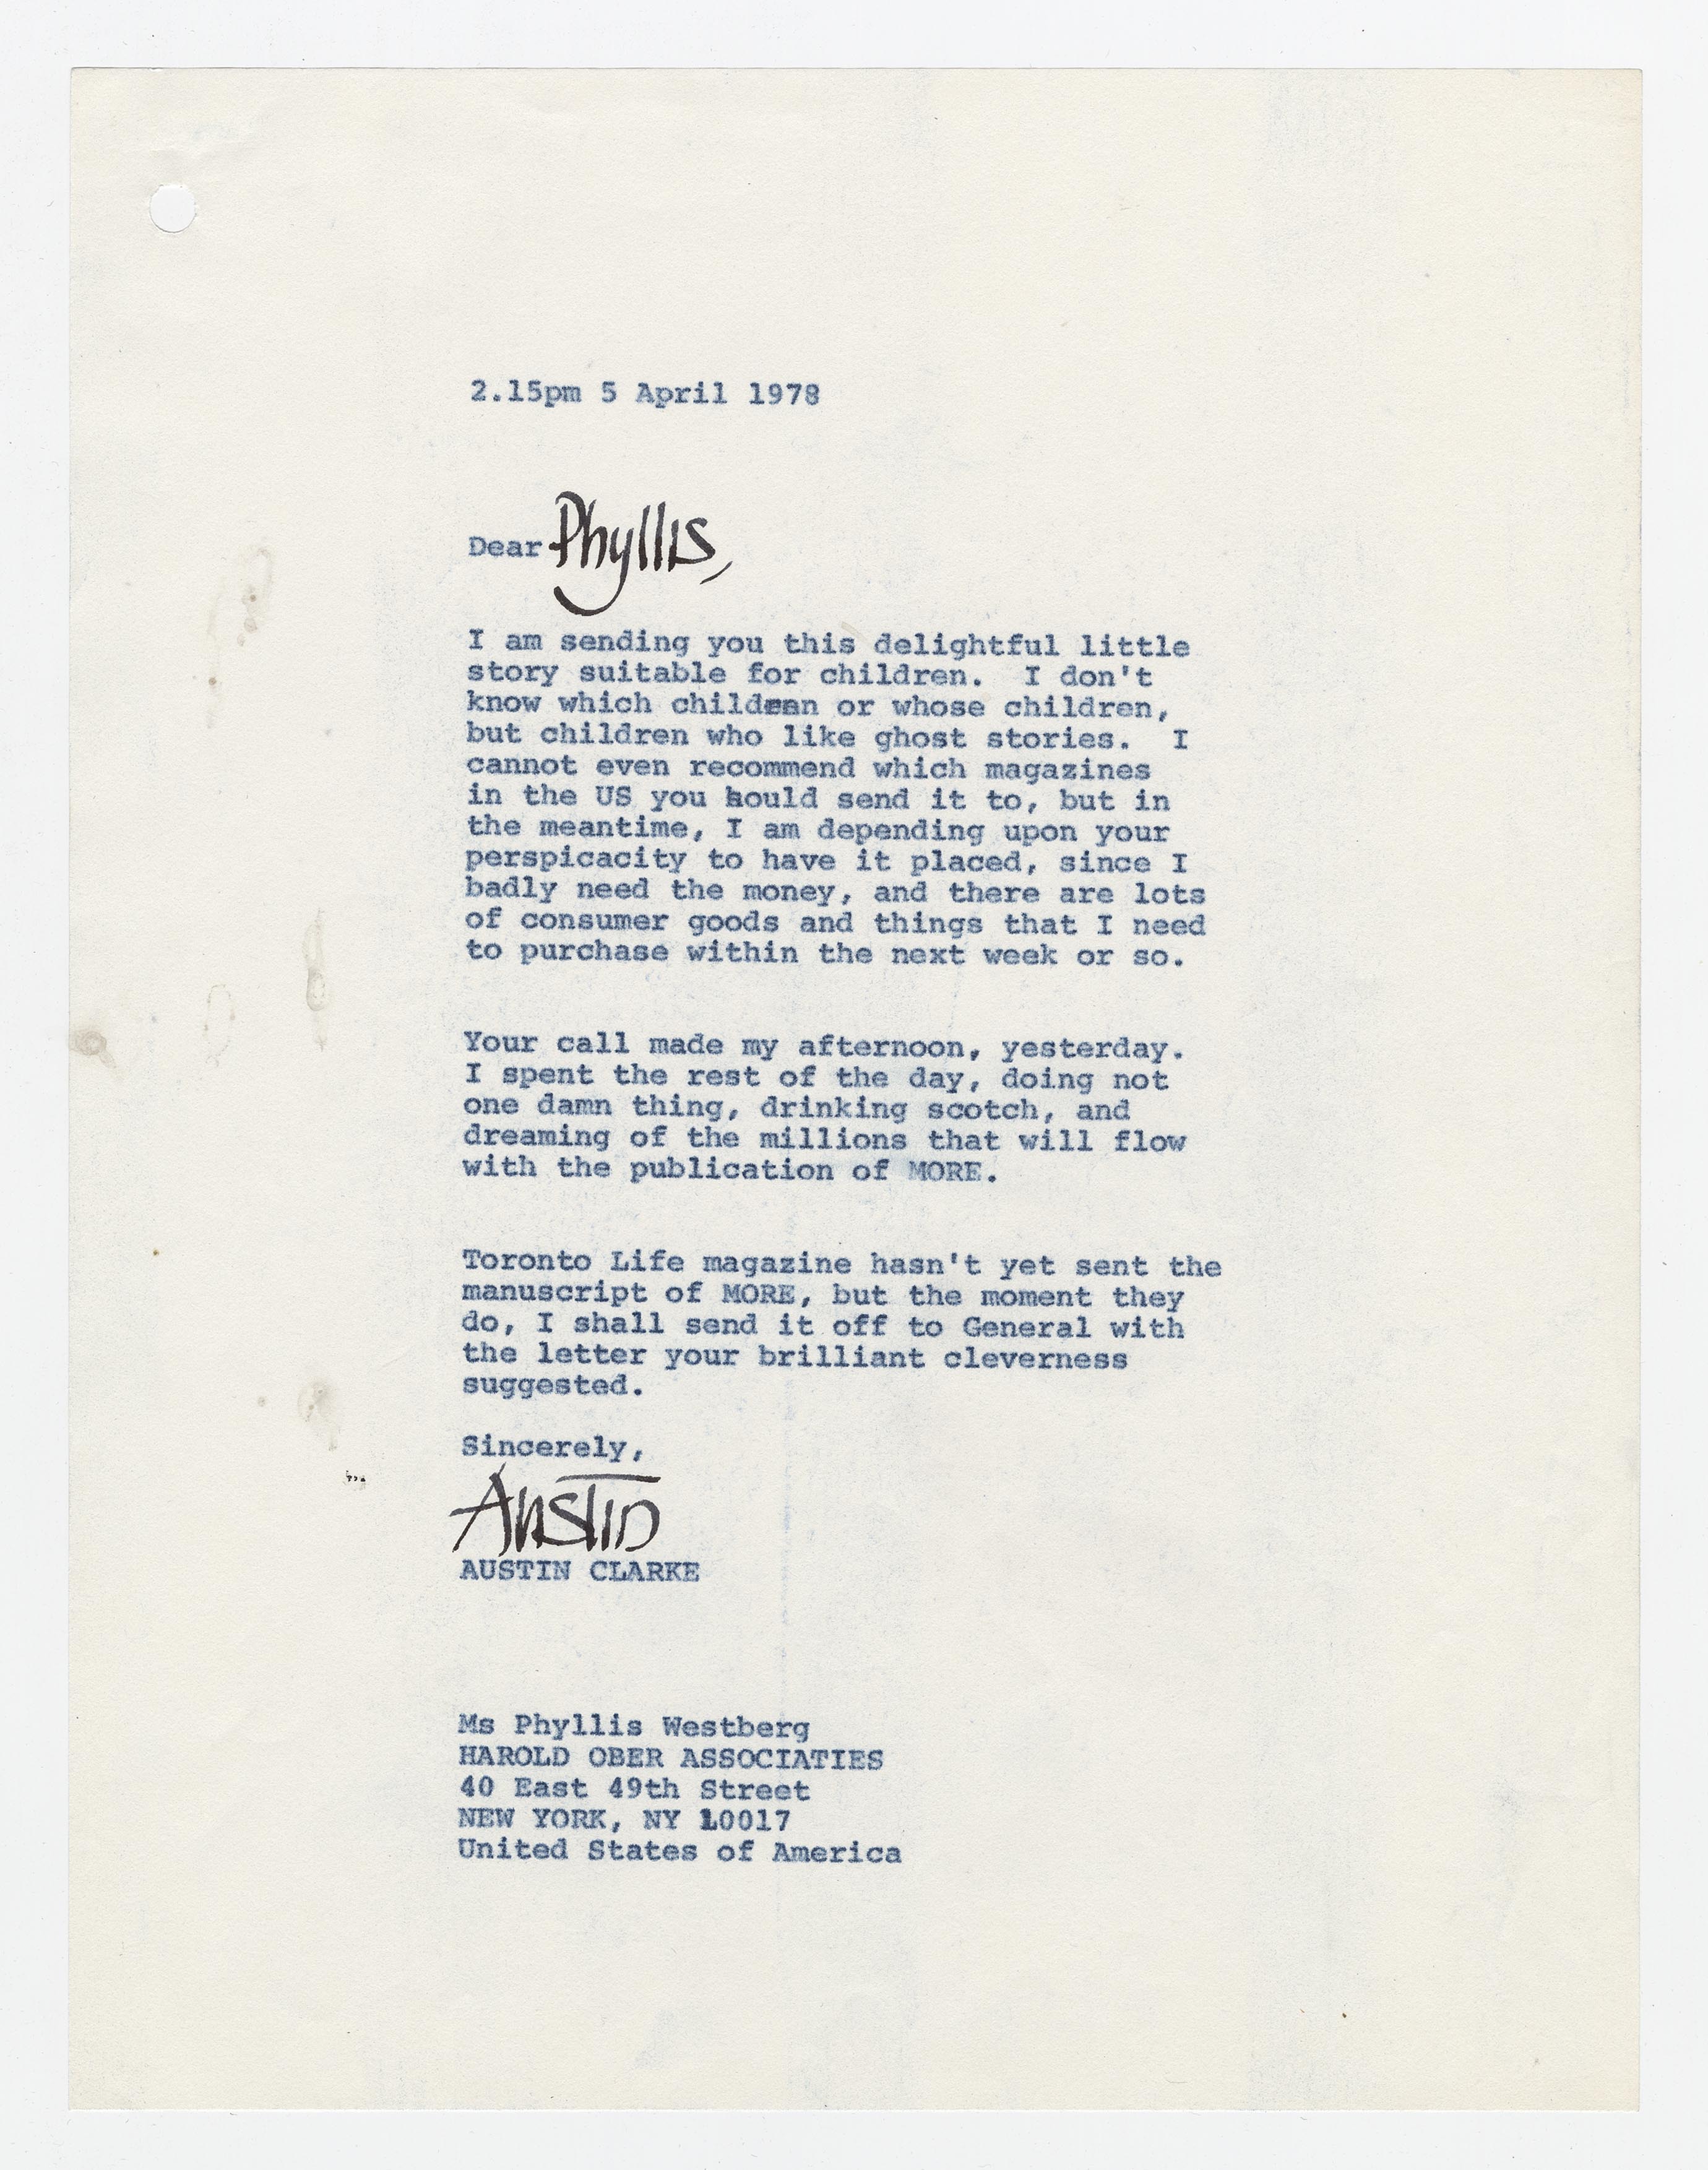 2.15pm 5 April 1978
Dear Phyllis,
I am sending you this delightful little
story suitable for children. I don't
know which children or whose children,
but children who like ghost stories. I
cannot even recommend which magazines
in the US you hould send it to, but in
the meantime, I am depending upon your
perspicacity to have it placed, since I
badly need the money, and there are lots
of consumer goods and things that I need
to purchase within the next week or so.
Your call made my afternoon, yesterday.
I spent the rest of the day, doing not
one damn thing, drinking scotch, and
dreaming of the millions that will flow
with the publication of MORE.
Toronto Life magazine hasn't yet sent the
manuscript of MORE, but the moment they
do, I shall send it off to General with
the letter your brilliant cleverness
suggested.
Sincerely,
Austin
AUSTIN CLARKE
Ms Phyllis Westberg
HAROLD OBER ASSOCIATIES
40 East 49th Street
NEW YORK, NY 10017
United States of America